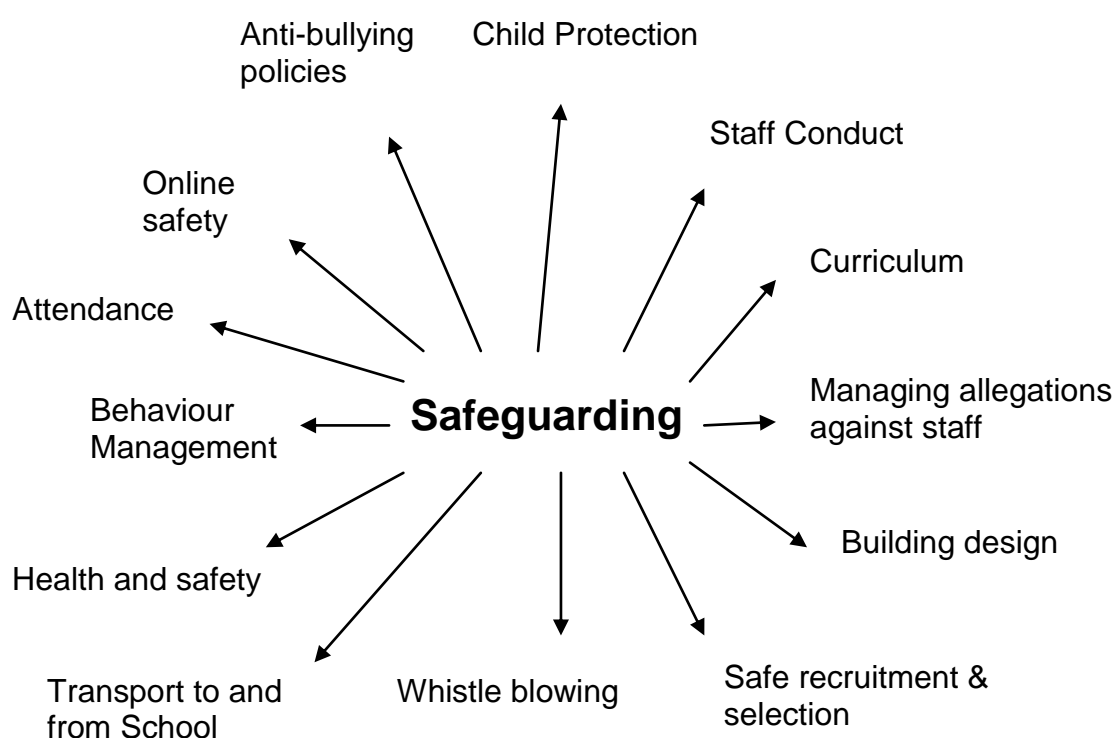 Anti-bullying
policies
Child Protection
Staff Conduct
Online
safety
Curriculum
Attendance
Managing allegations
against staff
Behaviour
Management
Safeguarding
Building design
Health and safety
Transport to and
from School
Whistle blowing
Safe recruitment &
selection